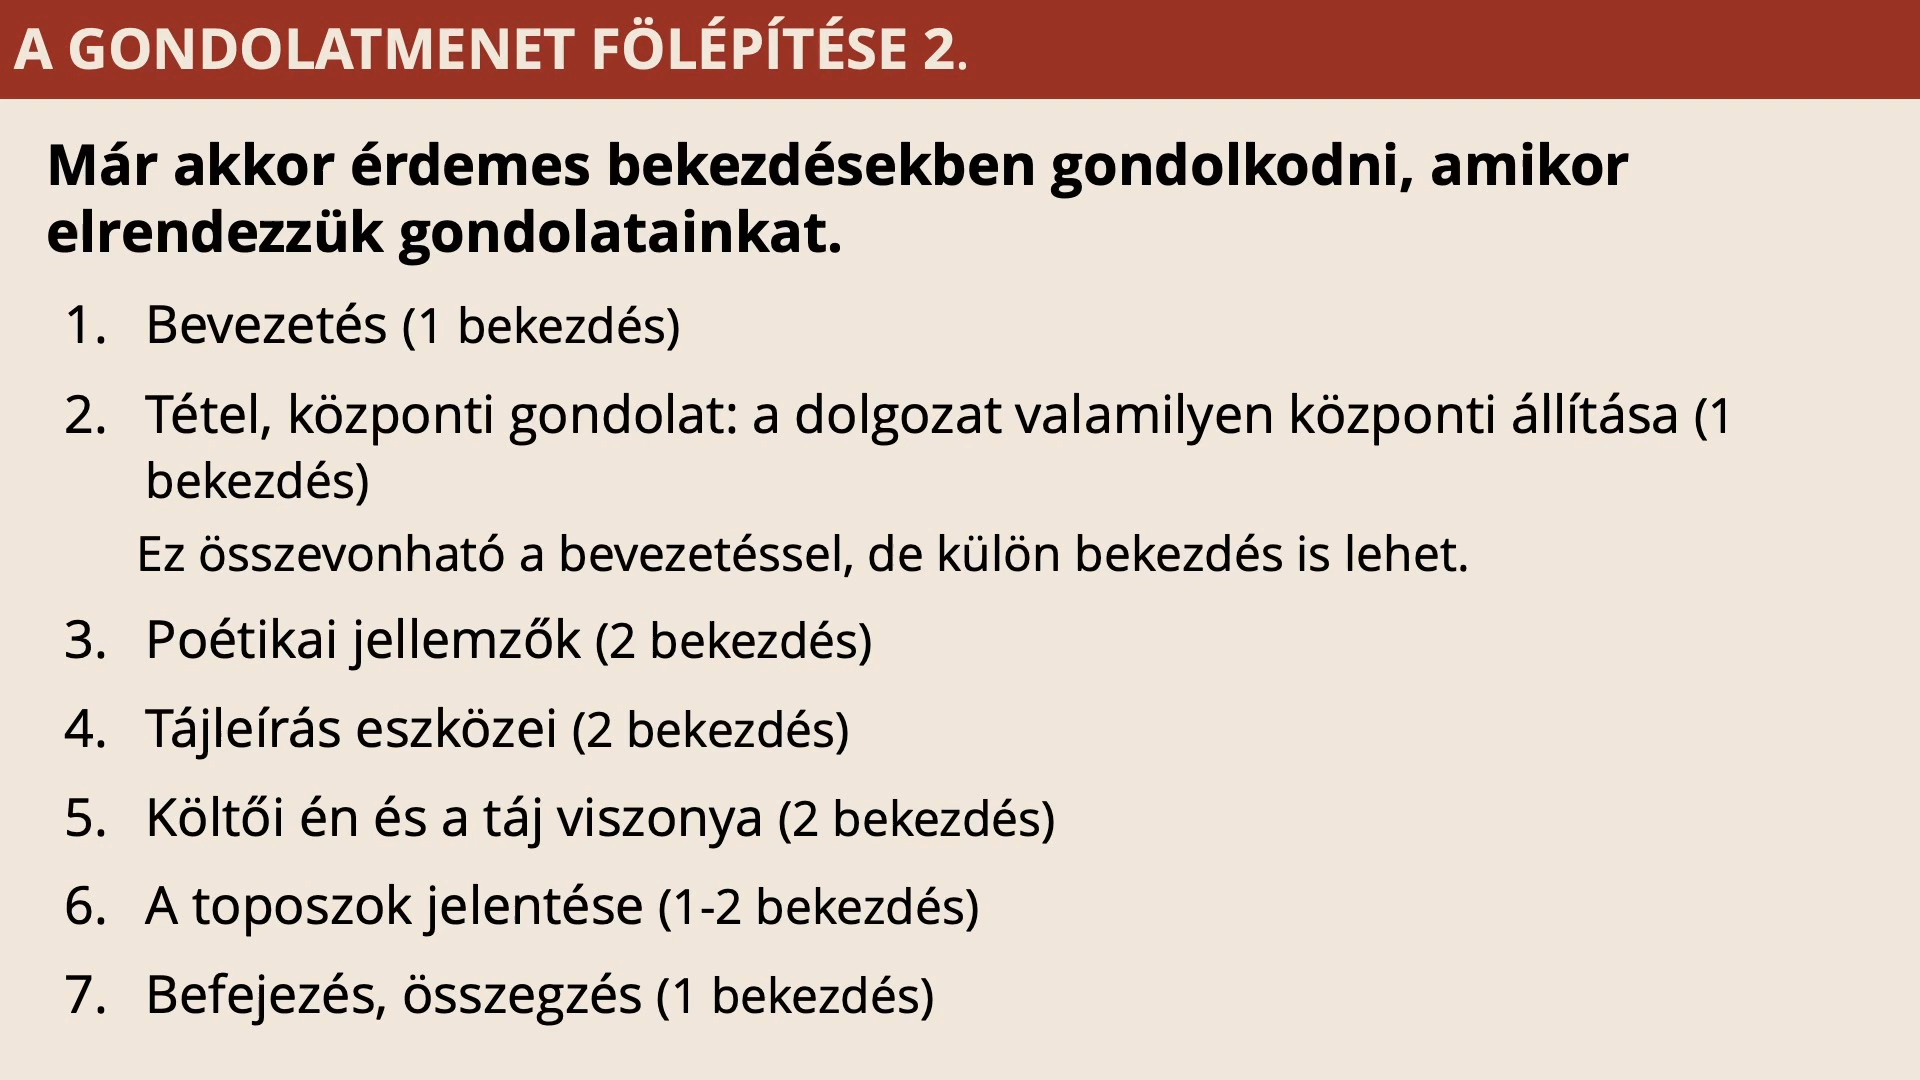 A GONDOLATMENET FÖLÉPÍTÉSE 2.
Már akkor érdemes bekezdésekben gondolkodni, amikor
elrendezzük gondolatainkat.
1. Bevezetés (1 bekezdés)
2. Tétel, központi gondolat: a dolgozat valamilyen központi állítása (1
bekezdés)
Ez összevonható a bevezetéssel, de külön bekezdés is lehet.
3. Poétikai jellemzők (2 bekezdés)
4. Tájleírás eszközei (2 bekezdés)
5. Költői én és a táj viszonya (2 bekezdés)
6. A toposzok jelentése (1-2 bekezdés)
7. Befejezés, összegzés (1 bekezdés)